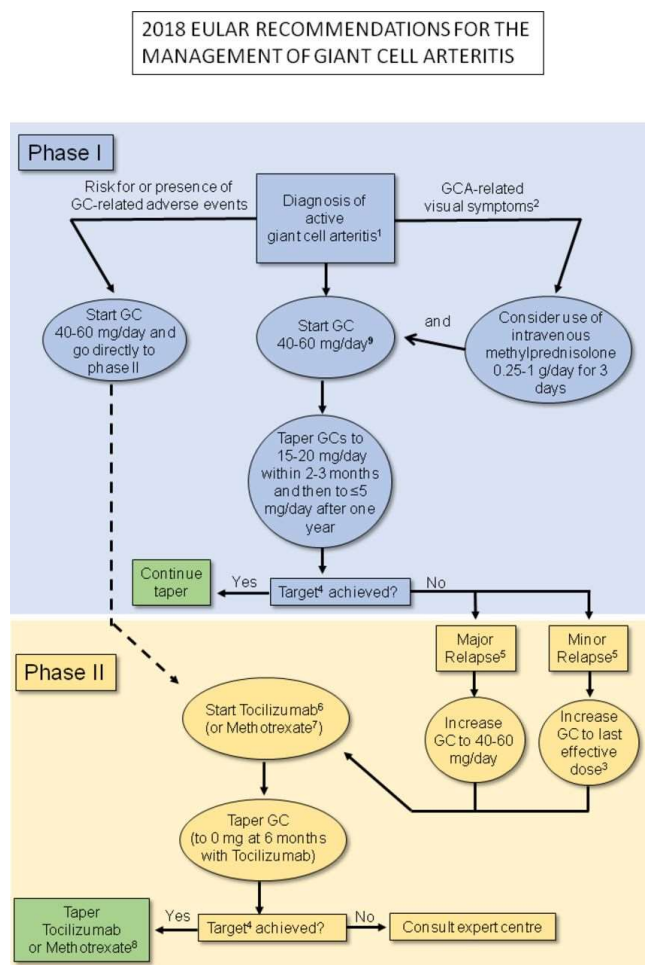 2018 EULAR RECOMMENDATIONS FOR THE
MANAGEMENT OF GIANT CELL ARTERITIS
Phase I
Risk for or presence of
GC-related adverse events
Diagnosis of
active
giant cell arteritis¹
GCA-related
visual symptoms²
Start GC
40-60 mg/day and
go directly to
phase II
Start GC
40-60 mg/day⁹
and
Consider use of
intravenous
methylprednisolone
0.25-1 g/day for 3
days
Taper GCs to
15-20 mg/day
within 2-3 months
and then to ≤5
mg/day after one
year
Continue
taper
Yes
Target⁴ achieved?
No
Major
Relapse⁵
Minor
Relapse⁵
Phase II
Start Tocilizumab⁶
(or Methotrexate⁷)
Increase
GC to 40-60
mg/day
Increase
GC to last
effective
dose³
Taper GC
(to 0 mg at 6 months
with Tocilizumab)
Taper
Tocilizumab
or Methotrexate⁸
Yes
Target⁴ achieved?
No
Consult expert centre